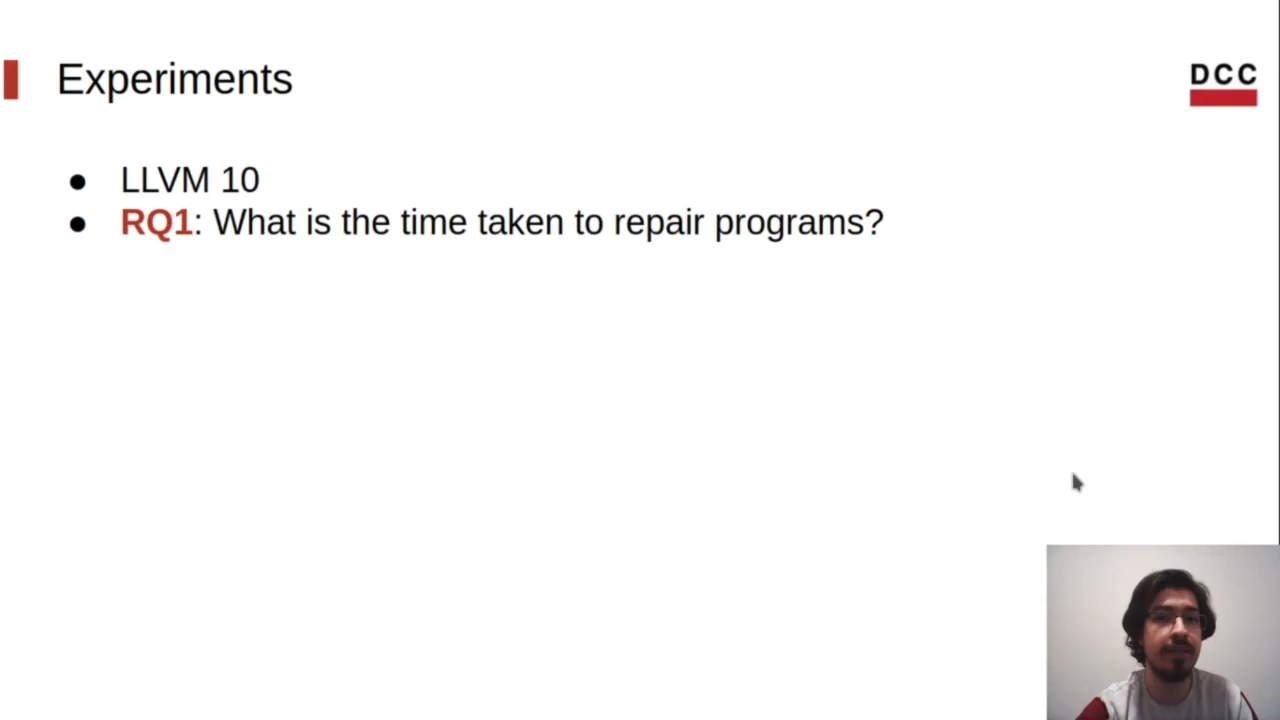 Experiments
DCC
● LLVM 10
● RQ1: What is the time taken to repair programs?